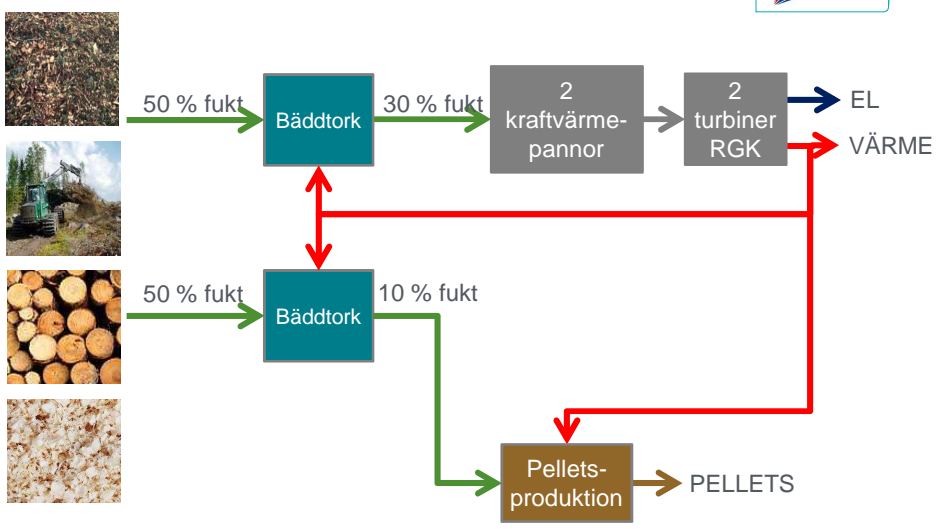 50 % fukt
Bäddtork
30 % fukt
2
kraftvärme-
pannor
2
turbiner
RGK
EL
VÄRME
50 % fukt
Bäddtork
10 % fukt
Pellets-
produktion
PELLETS